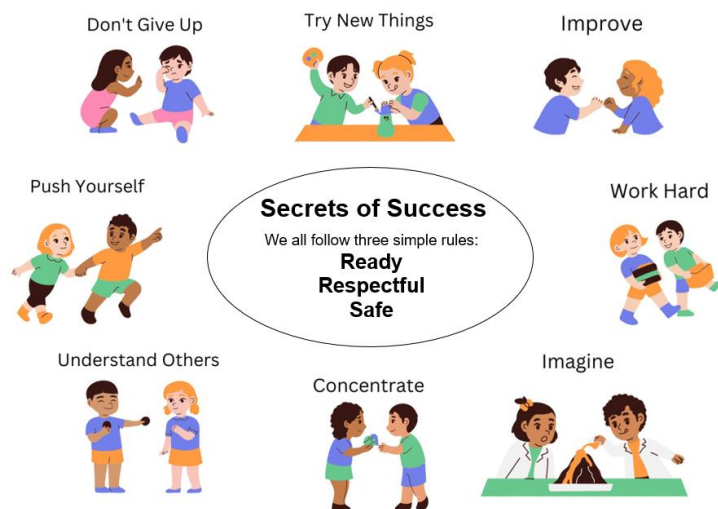 Don't Give Up
Try New Things
Improve
Push Yourself
Secrets of Success
We all follow three simple rules:
Ready
Respectful
Safe
Work Hard
Understand Others
Concentrate
Imagine